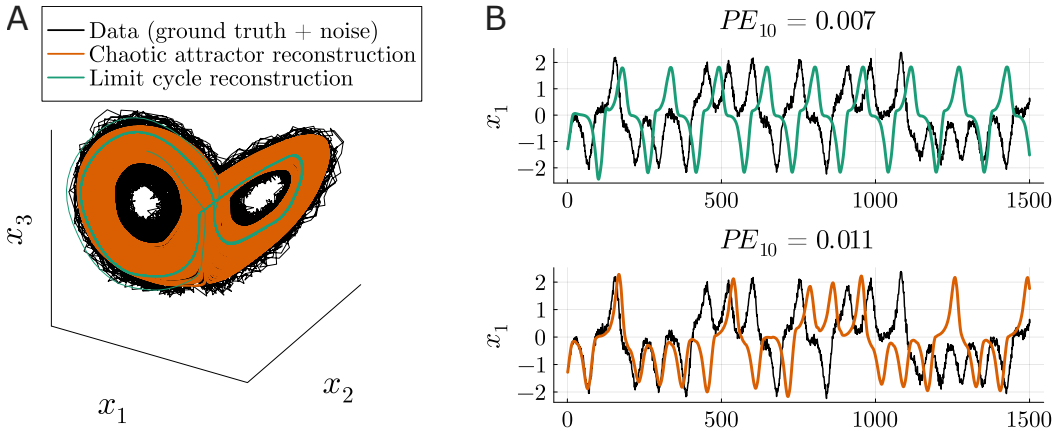 A
Data (ground truth + noise)
Chaotic attractor reconstruction
Limit cycle reconstruction
x₃
x₁
x₂
B
PE₁₀ = 0.007
x₁
2
1
0
−1
−2
0 500 1000 1500
PE₁₀ = 0.011
x₁
2
1
0
−1
−2
0 500 1000 1500